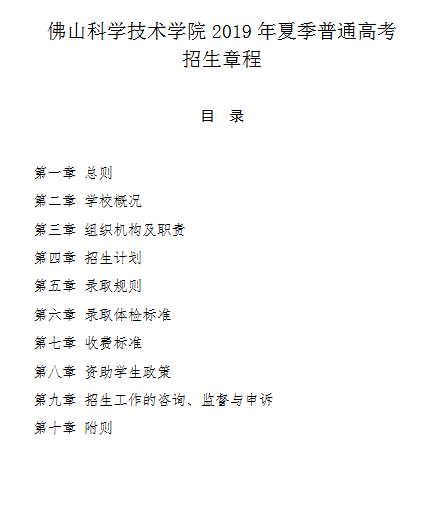 佛山科学技术学院 2019 年夏季普通高考
招生章程
目 录
第一章 总则
第二章 学校概况
第三章 组织机构及职责
第四章 招生计划
第五章 录取规则
第六章 录取体检标准
第七章 收费标准
第八章 资助学生政策
第九章 招生工作的咨询、监督与申诉
第十章 附则